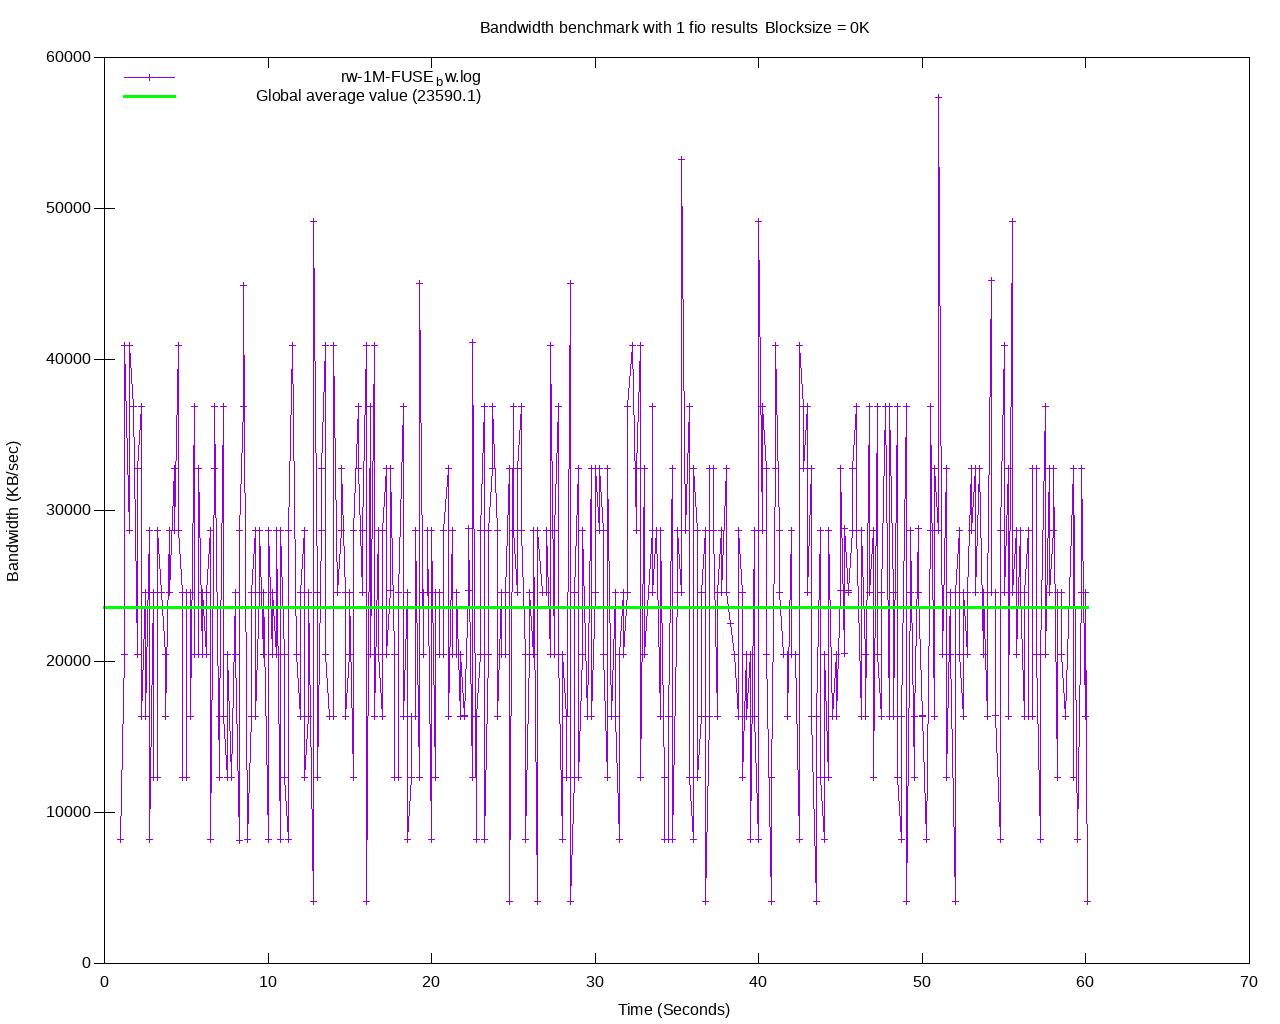 Bandwidth benchmark with 1 fio results Blocksize = 0K
60000
50000
40000
30000
20000
10000
0
Bandwidth (KB/sec)
rw-1M-FUSE_bw.log
Global average value (23590.1)
0 10 20 30 40 50 60 70
Time (Seconds)